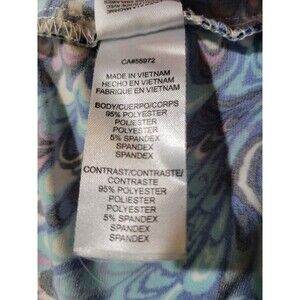 CA#55972
MADE IN VIETNAM
HECHO EN VIETNAM
FABRIQUE EN VIETNAM
BODY/CUERPO/CORPS
95% POLYESTER
POLIESTER
POLYESTER
5% SPANDEX
SPANDEX
SPANDEX
CONTRAST/CONTRASTE/
CONTRASTE
95% POLYESTER
POLIESTER
POLYESTER
5% SPANDEX
SPANDEX
SPANDEX